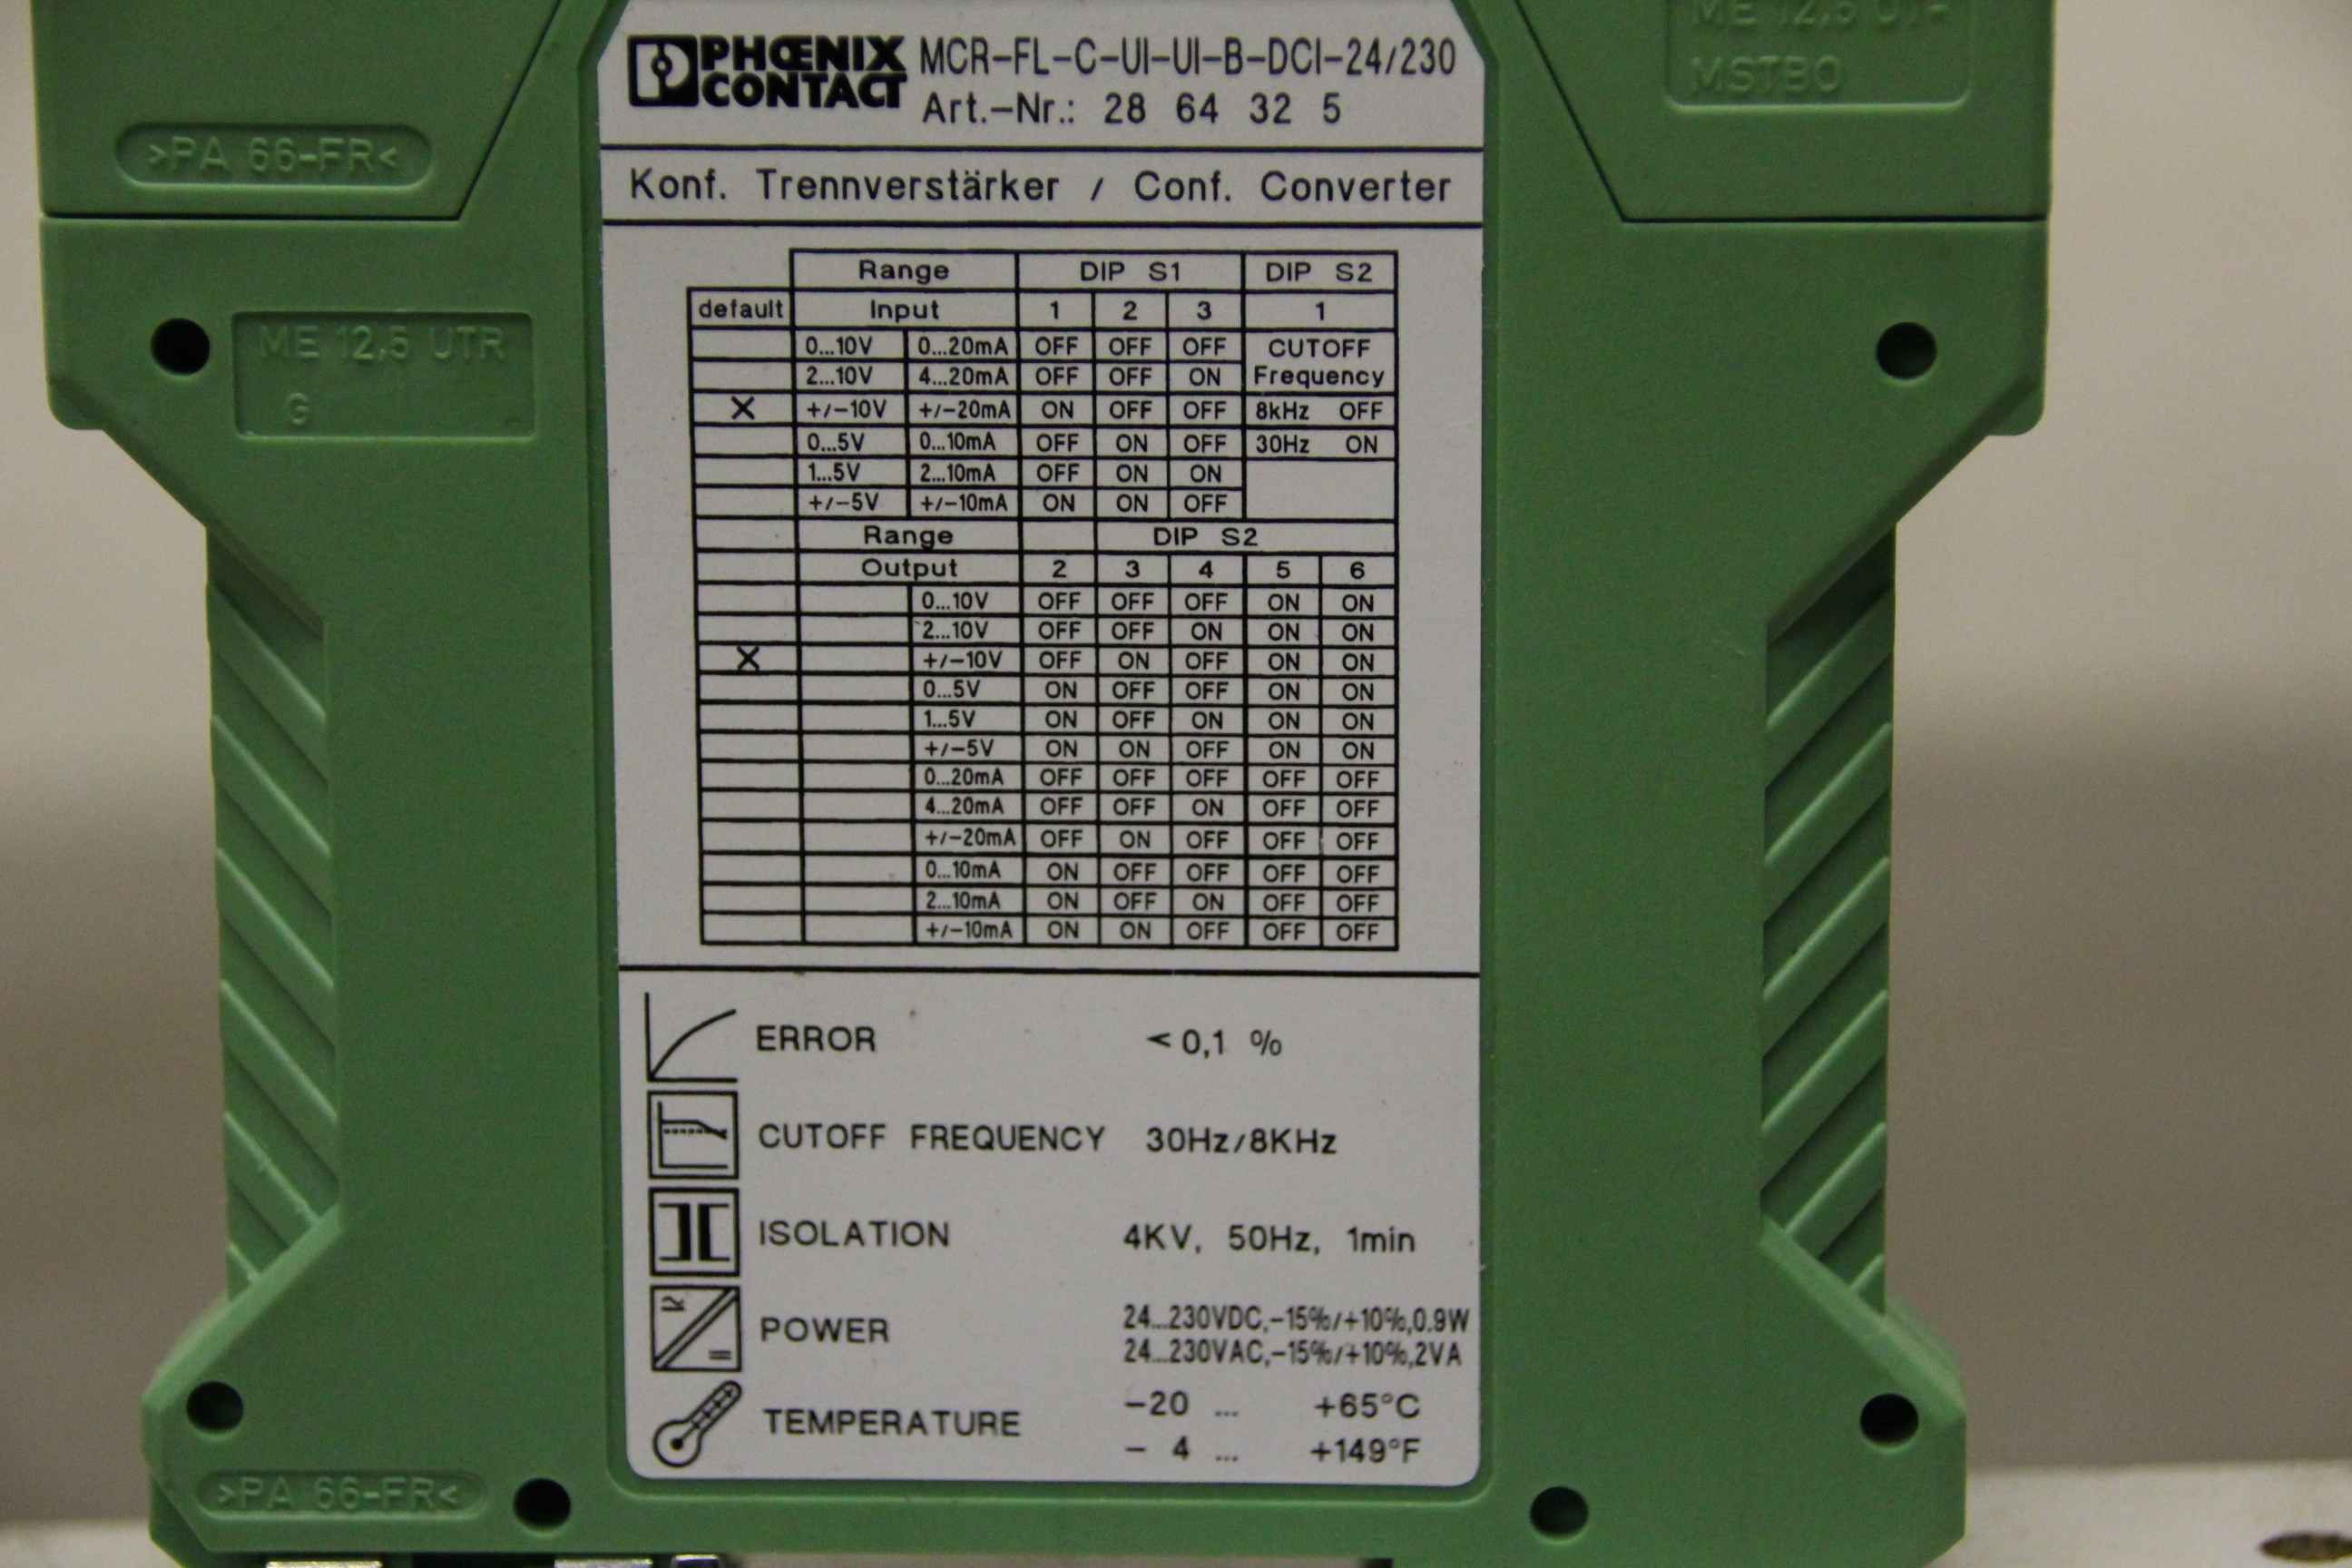 PHŒNIX CONTACT
MCR-FL-C-UI-UI-B-DCI-24/230
Art.-Nr.: 28 64 32 5
Konf. Trennverstärker / Conf. Converter
Range DIP S1 DIP S2
default Input 1 2 3 1
0...10V 0...20mA OFF OFF OFF CUTOFF
2...10V 4...20mA OFF OFF ON Frequency
X +/-10V +/-20mA ON OFF OFF 8kHz OFF
0...5V 0...10mA OFF ON OFF 30Hz ON
1...5V 2...10mA OFF ON ON
+/-5V +/-10mA ON ON OFF
Range DIP S2
Output 2 3 4 5 6
0...10V OFF OFF OFF ON ON
2...10V OFF OFF ON ON ON
X +/-10V OFF ON OFF ON ON
0...5V ON OFF OFF ON ON
1...5V ON OFF ON ON ON
+/-5V ON ON OFF ON ON
0...20mA OFF OFF OFF OFF OFF
4...20mA OFF OFF ON OFF OFF
+/-20mA OFF ON OFF OFF OFF
0...10mA ON OFF OFF OFF OFF
2...10mA ON OFF ON OFF OFF
+/-10mA ON ON OFF OFF OFF
ERROR < 0,1 %
CUTOFF FREQUENCY 30Hz/8KHz
ISOLATION 4KV, 50Hz, 1min
POWER 24...230VDC,-15%/+10%,0.9W
24...230VAC,-15%/+10%,2VA
TEMPERATURE -20 ... +65°C
- 4 ... +149°F
>PA 66-FR<
ME 12,5 UTR
G
ME 12,5 UTR
MSTBO
>PA 66-FR<